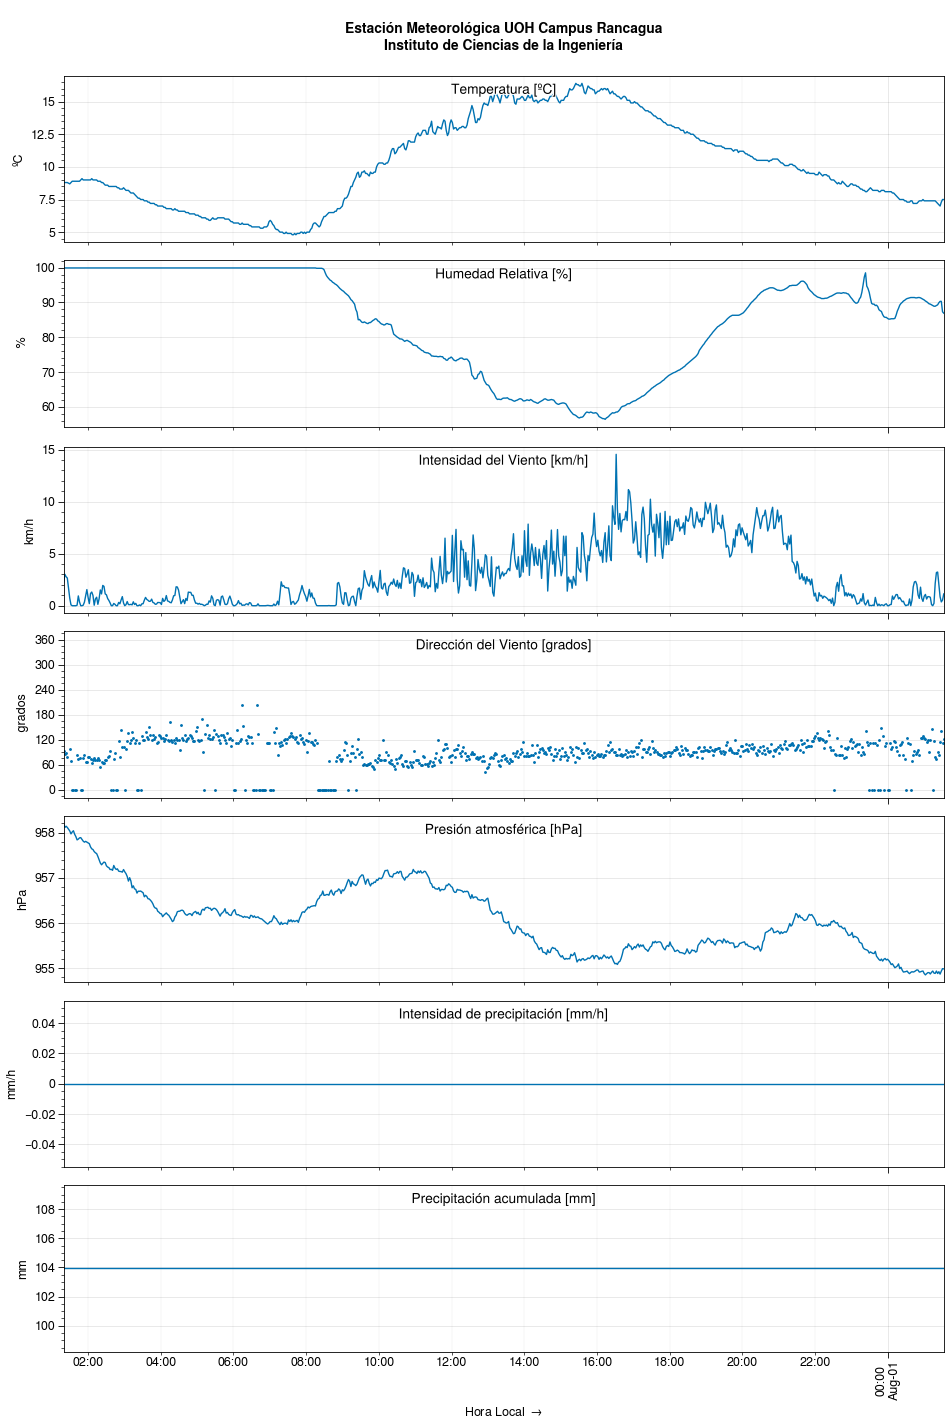 Estación Meteorológica UOH Campus Rancagua
Instituto de Ciencias de la Ingeniería
Temperatura [ºC]
15
12.5
10
7.5
5
ºC
Humedad Relativa [%]
100
90
80
70
60
%
Intensidad del Viento [km/h]
15
10
5
0
km/h
Dirección del Viento [grados]
360
300
240
180
120
60
0
grados
Presión atmosférica [hPa]
958
957
956
955
hPa
Intensidad de precipitación [mm/h]
0.04
0.02
0
−0.02
−0.04
mm/h
Precipitación acumulada [mm]
108
106
104
102
100
mm
02:00 04:00 06:00 08:00 10:00 12:00 14:00 16:00 18:00 20:00 22:00
00:00
Aug-01
Hora Local →